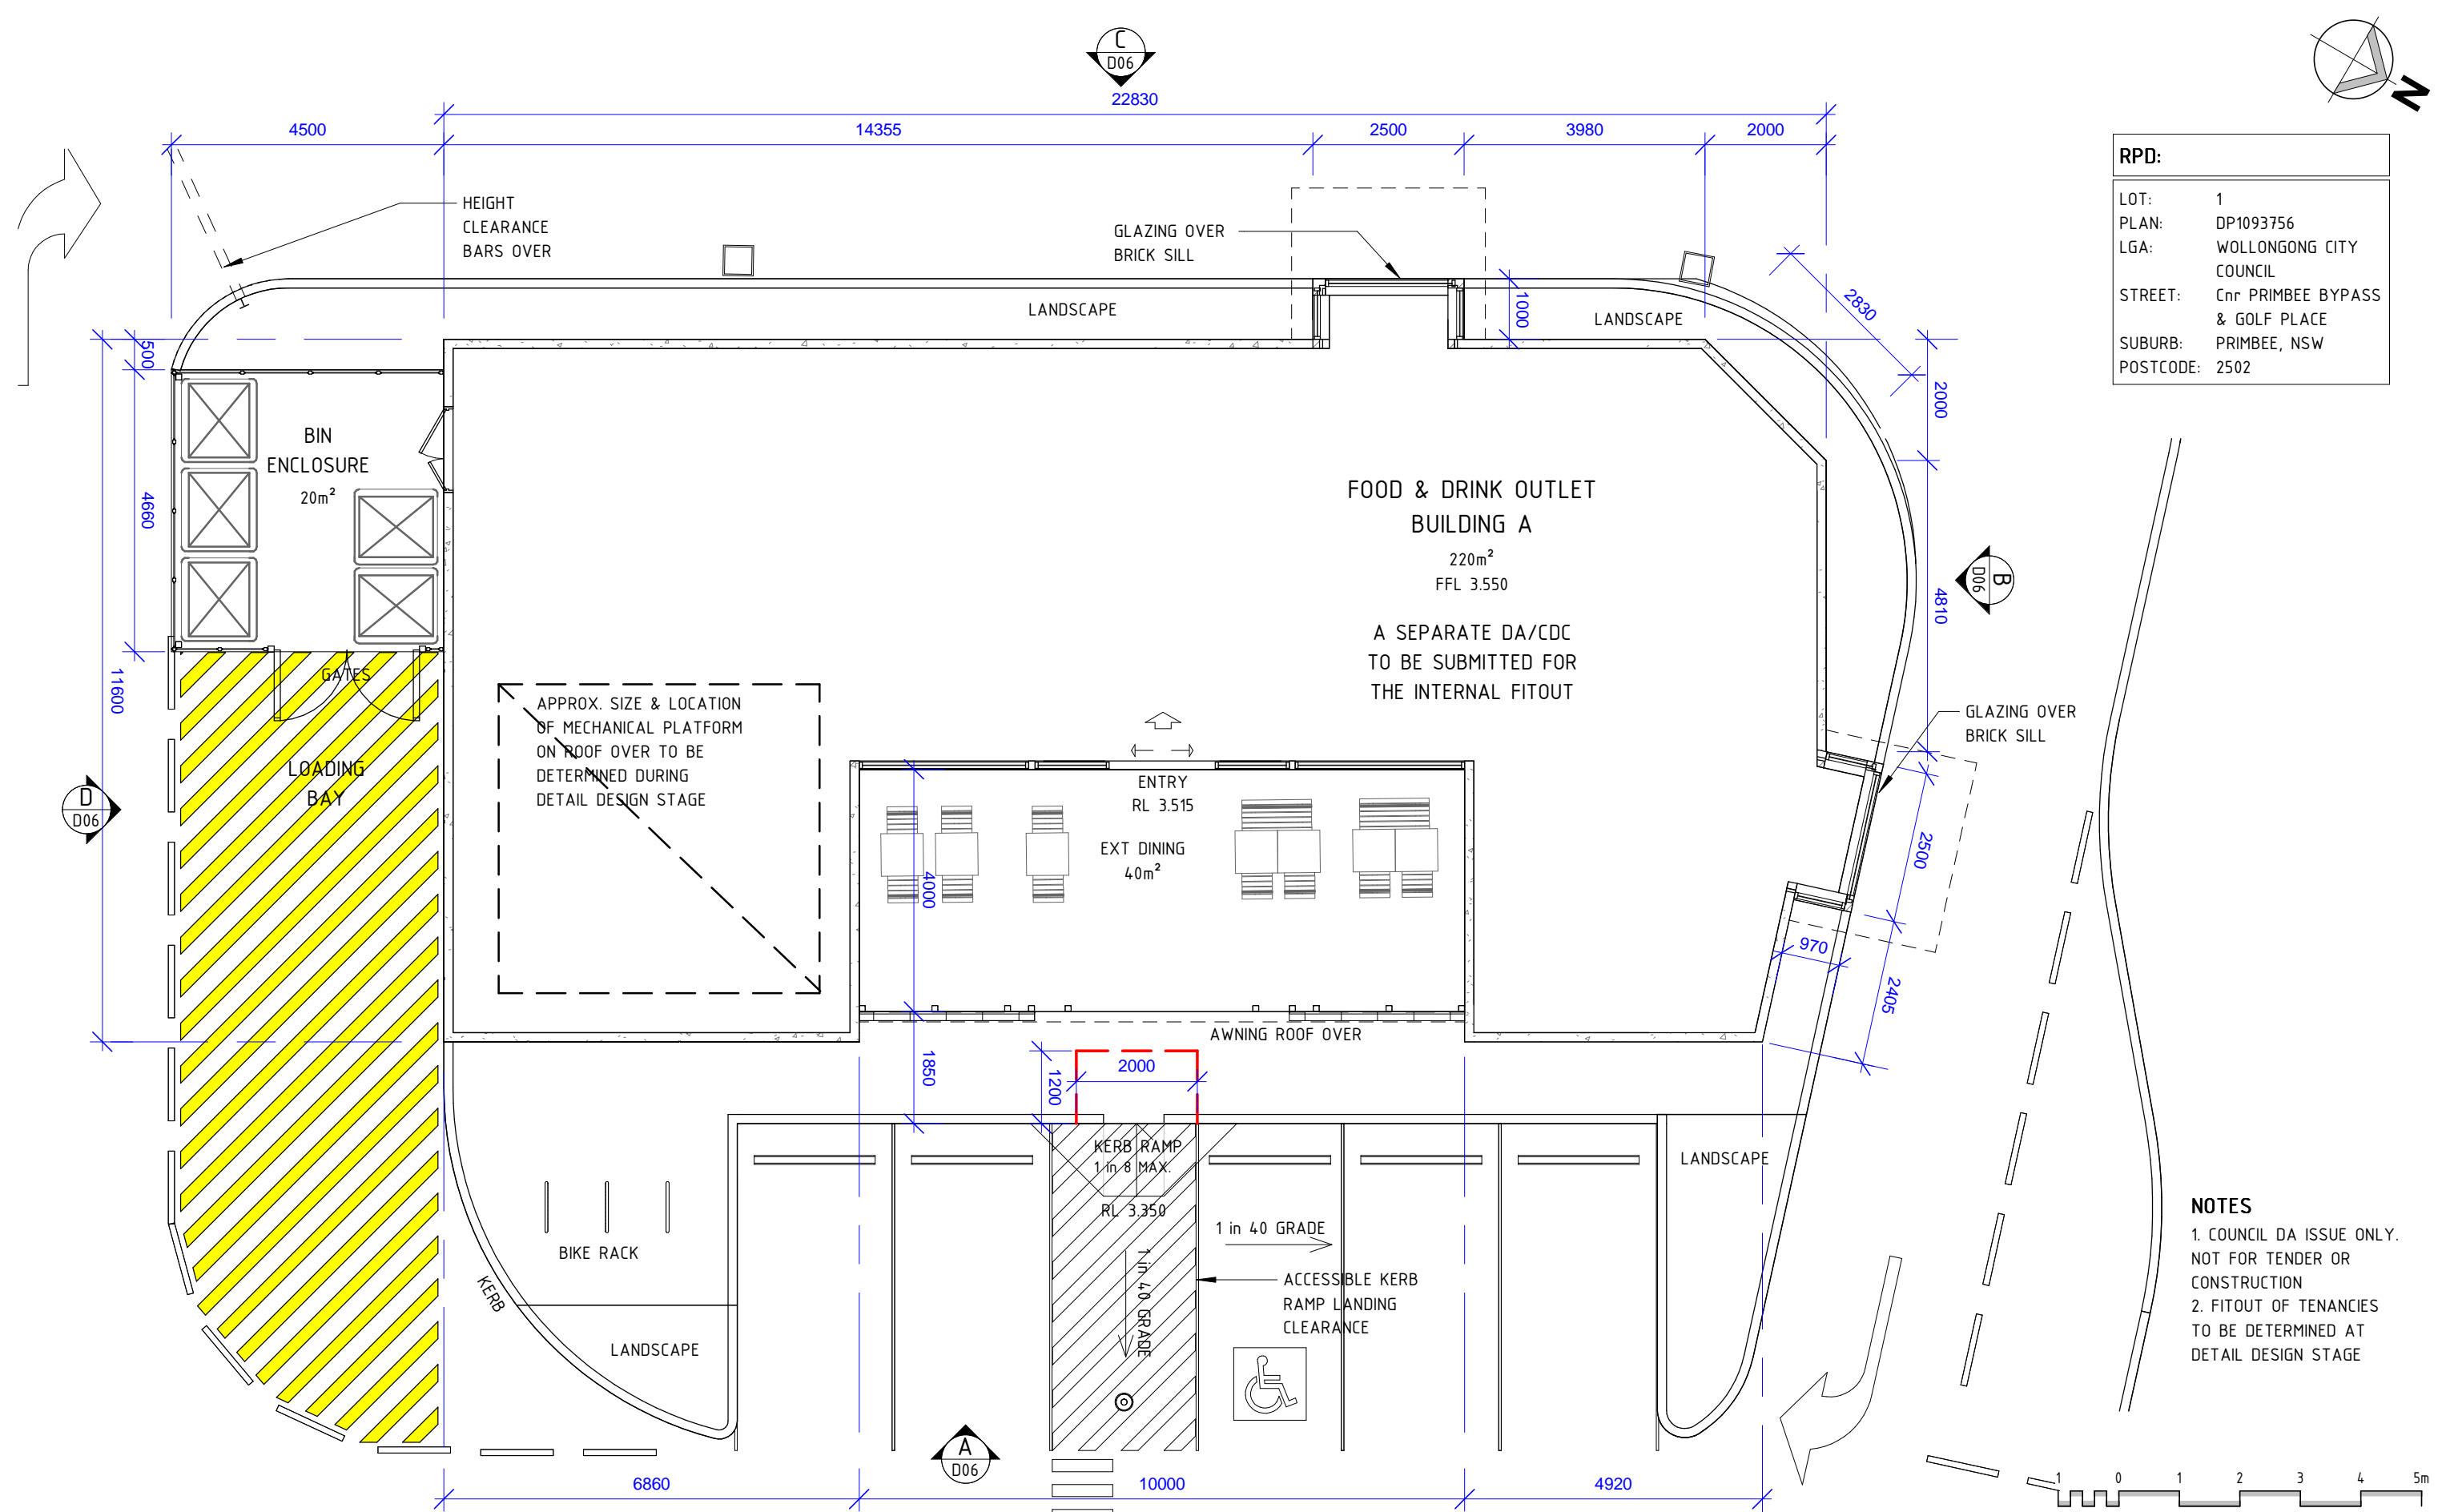 C
D06
N
22830
4500
14355
2500
3980
2000
RPD:
LOT: 1
PLAN: DP1093756
LGA: WOLLONGONG CITY
COUNCIL
STREET: Cnr PRIMBEE BYPASS
& GOLF PLACE
SUBURB: PRIMBEE, NSW
POSTCODE: 2502
HEIGHT
CLEARANCE
BARS OVER
GLAZING OVER
BRICK SILL
LANDSCAPE
1000
LANDSCAPE
2830
500
2000
BIN
ENCLOSURE
20m²
4660
FOOD & DRINK OUTLET
BUILDING A
220m²
FFL 3.550
A SEPARATE DA/CDC
TO BE SUBMITTED FOR
THE INTERNAL FITOUT
B
D06
4810
11600
GATES
LOADING
BAY
D
D06
APPROX. SIZE & LOCATION
OF MECHANICAL PLATFORM
ON ROOF OVER TO BE
DETERMINED DURING
DETAIL DESIGN STAGE
GLAZING OVER
BRICK SILL
ENTRY
RL 3.515
EXT DINING
40m²
4000
2500
970
2405
AWNING ROOF OVER
1850
1200
2000
KERB RAMP
1 in 8 MAX.
RL 3.350
LANDSCAPE
1 in 40 GRADE
1 in 40 GRADE
BIKE RACK
KERB
ACCESSIBLE KERB
RAMP LANDING
CLEARANCE
LANDSCAPE
NOTES
1. COUNCIL DA ISSUE ONLY.
NOT FOR TENDER OR
CONSTRUCTION
2. FITOUT OF TENANCIES
TO BE DETERMINED AT
DETAIL DESIGN STAGE
A
D06
6860
10000
4920
1 0 1 2 3 4 5m